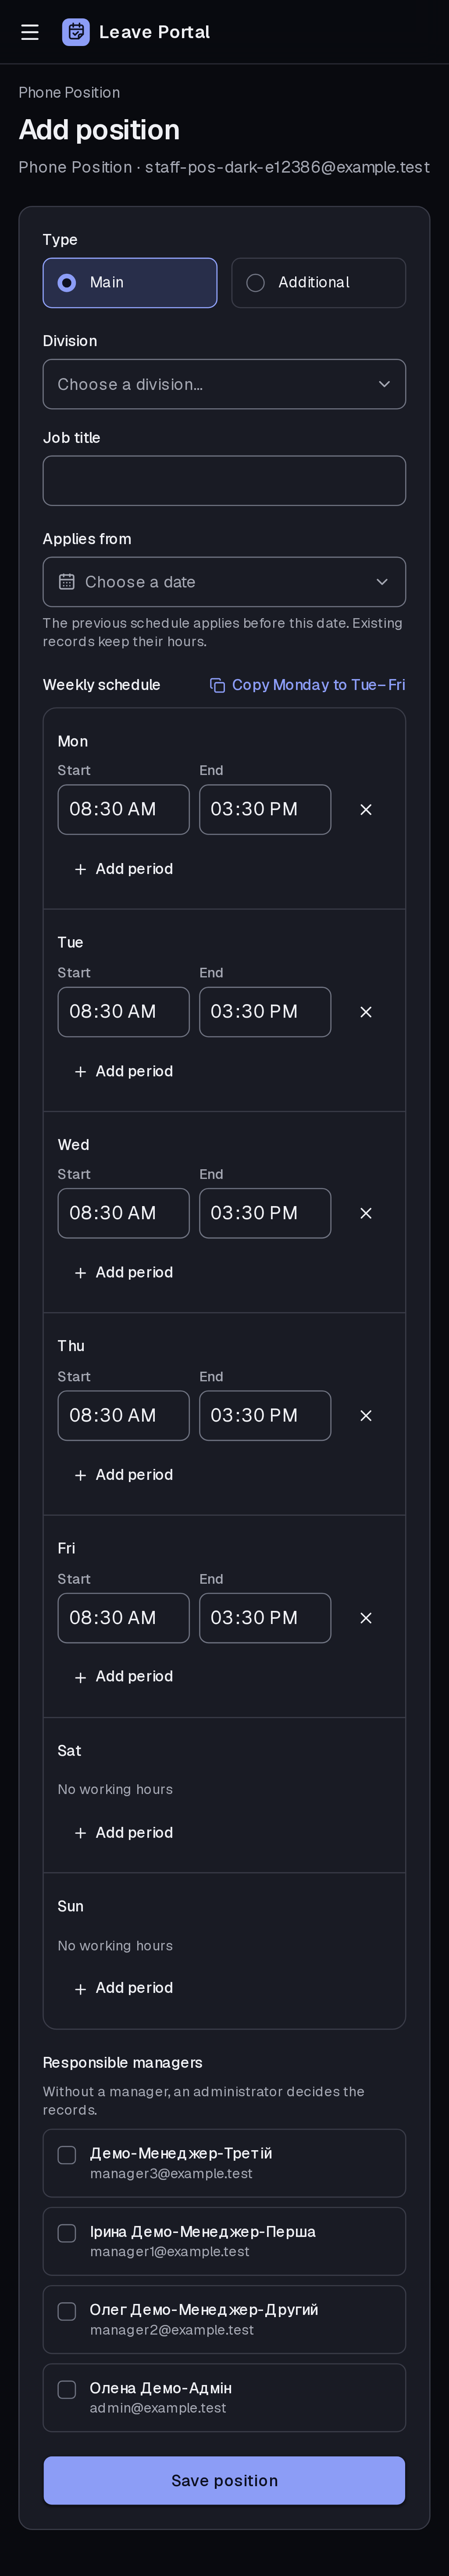 Leave Portal
Phone Position
Add position
Phone Position · staff-pos-dark-e12386@example.test
Type
Main
Additional
Division
Choose a division...
Job title
Applies from
Choose a date
The previous schedule applies before this date. Existing
records keep their hours.
Weekly schedule
Copy Monday to Tue–Fri
Mon
Start End
08:30 AM 03:30 PM
Add period
Tue
Start End
08:30 AM 03:30 PM
Add period
Wed
Start End
08:30 AM 03:30 PM
Add period
Thu
Start End
08:30 AM 03:30 PM
Add period
Fri
Start End
08:30 AM 03:30 PM
Add period
Sat
No working hours
Add period
Sun
No working hours
Add period
Responsible managers
Without a manager, an administrator decides the
records.
Демо-Менеджер-Третій
manager3@example.test
Ірина Демо-Менеджер-Перша
manager1@example.test
Олег Демо-Менеджер-Другий
manager2@example.test
Олена Демо-Адмін
admin@example.test
Save position